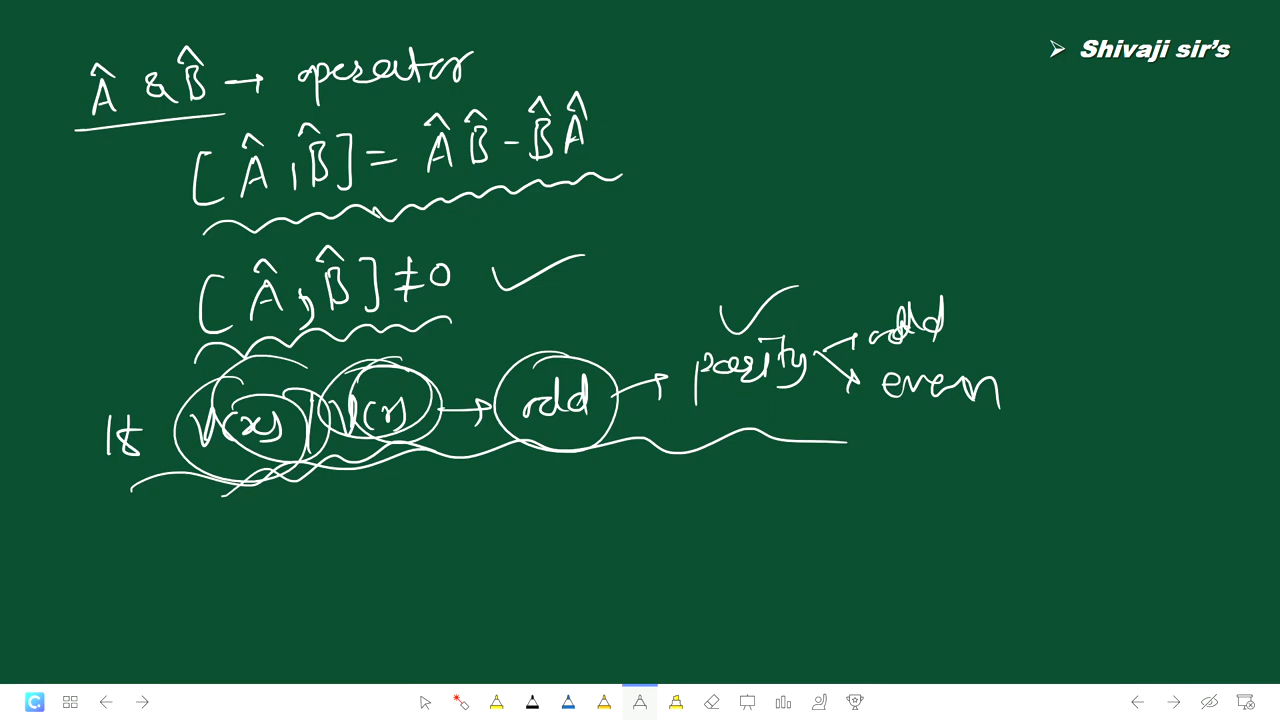 ➢ Shivaji sir's
Â & B̂ → operator
[Â, B̂] = ÂB̂ - B̂Â
[Â, B̂] ≠ 0 ✓
If V(x) | V(r) → odd → parity ✓ → odd
→ even